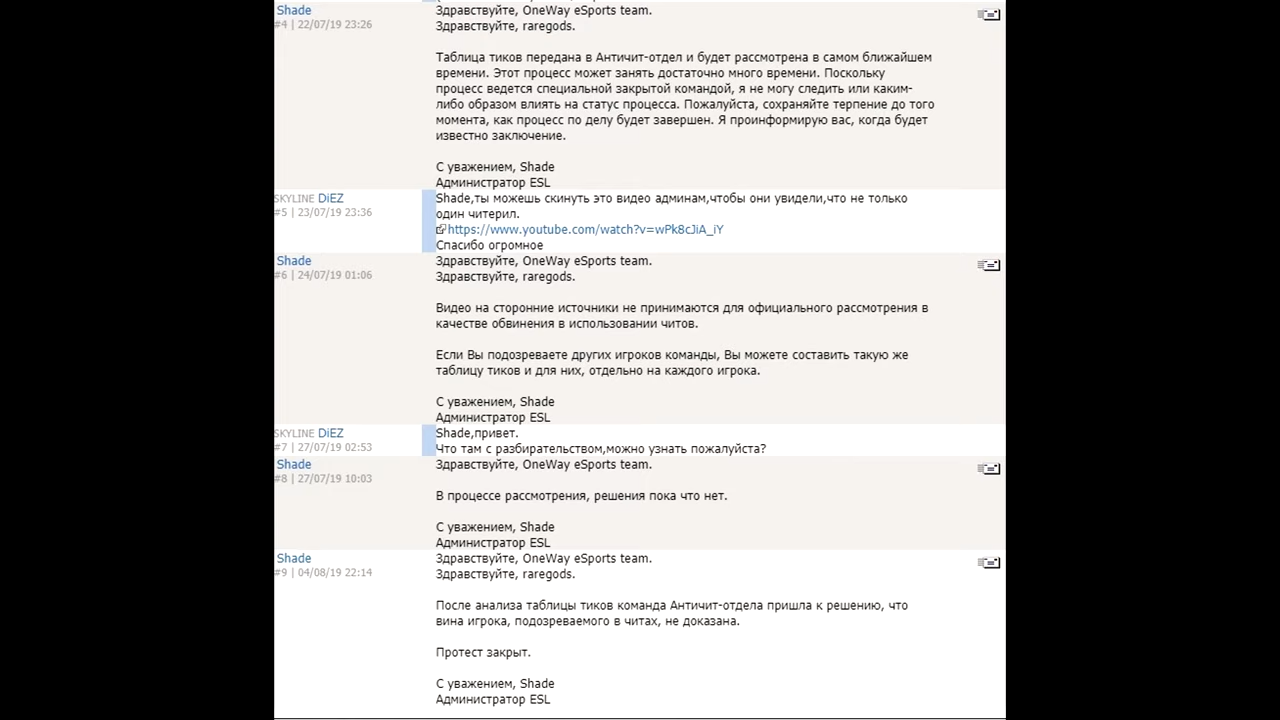 Shade
#4 | 22/07/19 23:26
Здравствуйте, OneWay eSports team.
Здравствуйте, raregods.
Таблица тиков передана в Античит-отдел и будет рассмотрена в самом ближайшем
времени. Этот процесс может занять достаточно много времени. Поскольку
процесс ведется специальной закрытой командой, я не могу следить или каким-
либо образом влиять на статус процесса. Пожалуйста, сохраняйте терпение до того
момента, как процесс по делу будет завершен. Я проинформирую вас, когда будет
известно заключение.
С уважением, Shade
Администратор ESL
SKYLINE DiEZ
#5 | 23/07/19 23:36
Shade,ты можешь скинуть это видео админам,чтобы они увидели,что не только
один читерил.
https://www.youtube.com/watch?v=wPk8cJiA_iY
Спасибо огромное
Shade
#6 | 24/07/19 01:06
Здравствуйте, OneWay eSports team.
Здравствуйте, raregods.
Видео на сторонние источники не принимаются для официального рассмотрения в
качестве обвинения в использовании читов.
Если Вы подозреваете других игроков команды, Вы можете составить такую же
таблицу тиков и для них, отдельно на каждого игрока.
С уважением, Shade
Администратор ESL
SKYLINE DiEZ
#7 | 27/07/19 02:53
Shade,привет.
Что там с разбирательством,можно узнать пожалуйста?
Shade
#8 | 27/07/19 10:03
Здравствуйте, OneWay eSports team.
В процессе рассмотрения, решения пока что нет.
С уважением, Shade
Администратор ESL
Shade
#9 | 04/08/19 22:14
Здравствуйте, OneWay eSports team.
Здравствуйте, raregods.
После анализа таблицы тиков команда Античит-отдела пришла к решению, что
вина игрока, подозреваемого в читах, не доказана.
Протест закрыт.
С уважением, Shade
Администратор ESL